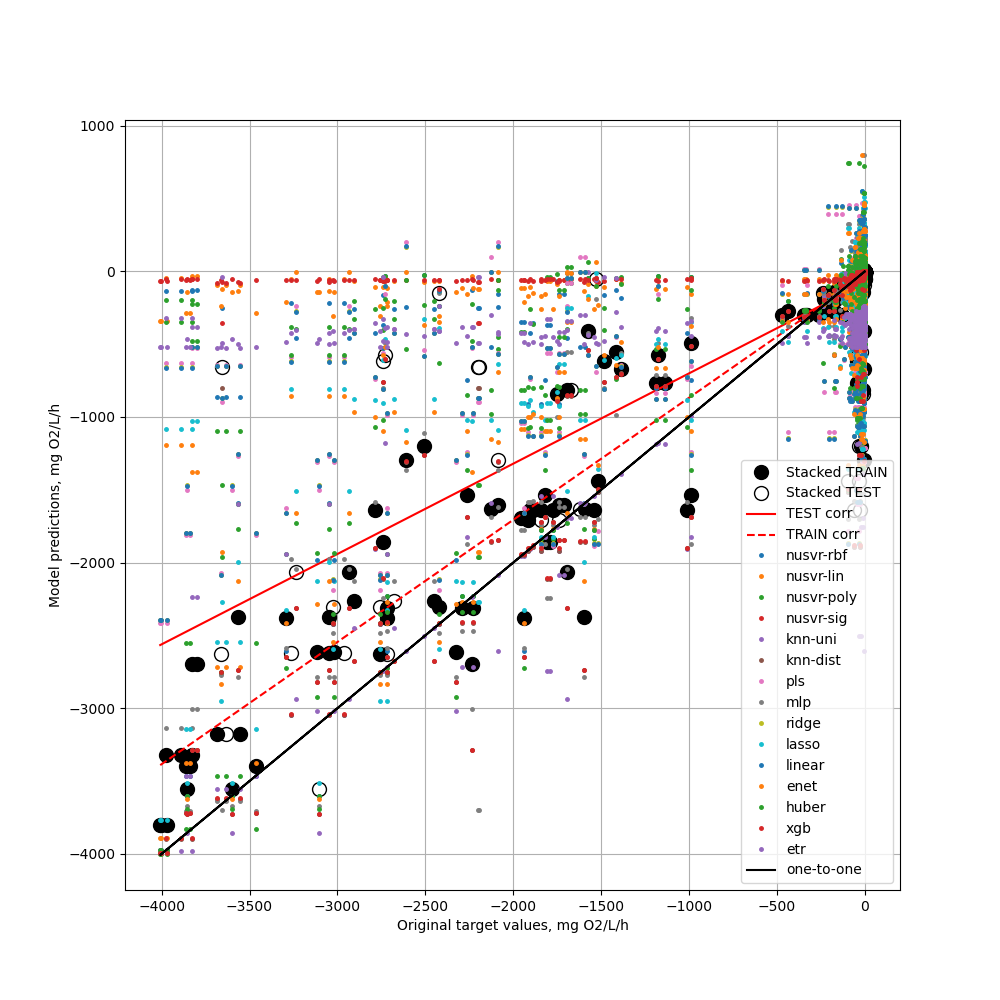 1000
0
−1000
−2000
−3000
−4000
Model predictions, mg O2/L/h
−4000 −3500 −3000 −2500 −2000 −1500 −1000 −500 0
Original target values, mg O2/L/h
Stacked TRAIN
Stacked TEST
TEST corr
TRAIN corr
nusvr-rbf
nusvr-lin
nusvr-poly
nusvr-sig
knn-uni
knn-dist
pls
mlp
ridge
lasso
linear
enet
huber
xgb
etr
one-to-one